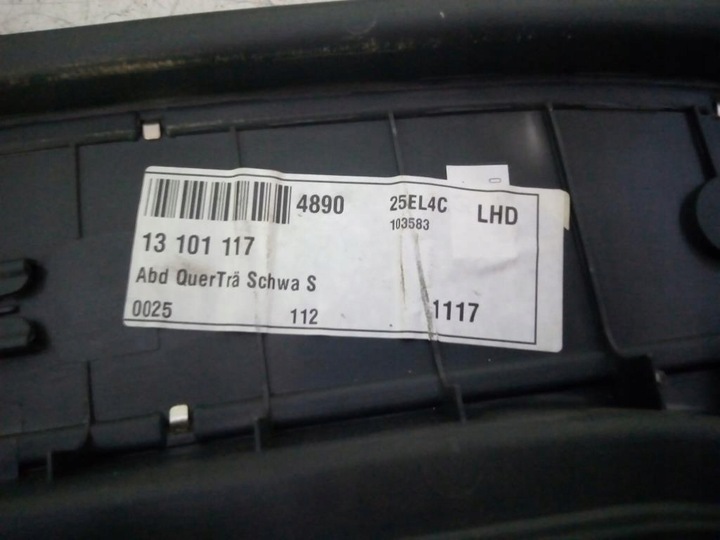 4890 25EL4C LHD
103583
13 101 117
Abd QuerTrä Schwa S
0025 112 1117